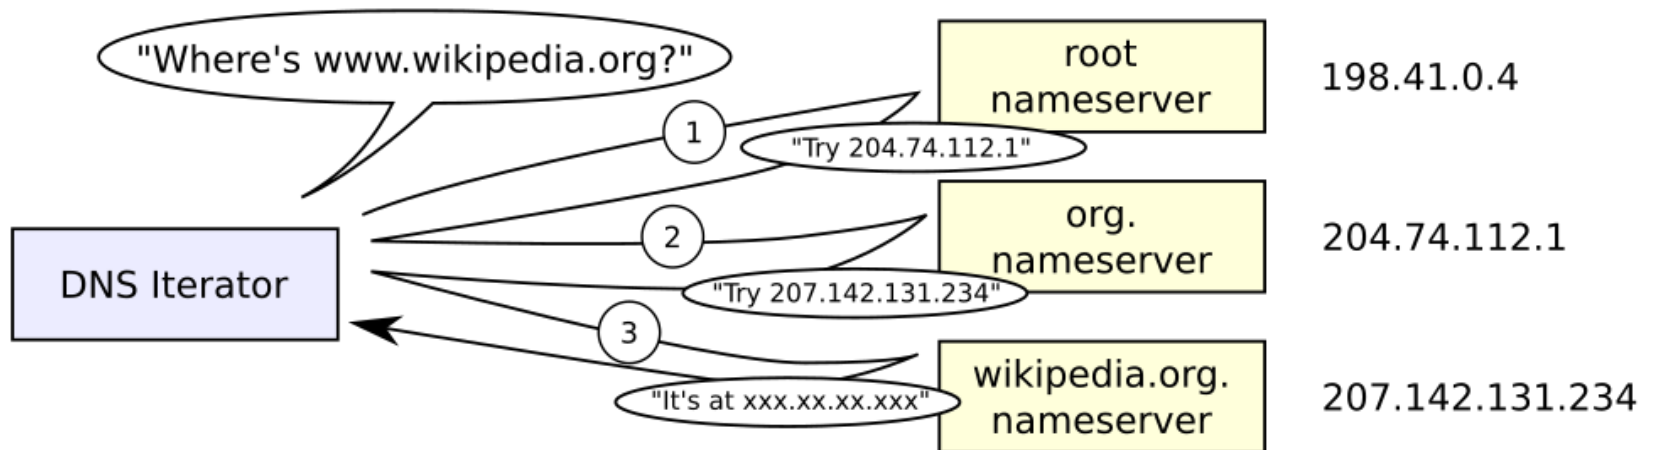 "Where's www.wikipedia.org?"
root
nameserver
198.41.0.4
1
"Try 204.74.112.1"
org.
nameserver
204.74.112.1
2
DNS Iterator
"Try 207.142.131.234"
3
wikipedia.org.
nameserver
207.142.131.234
"It's at xxx.xx.xx.xxx"